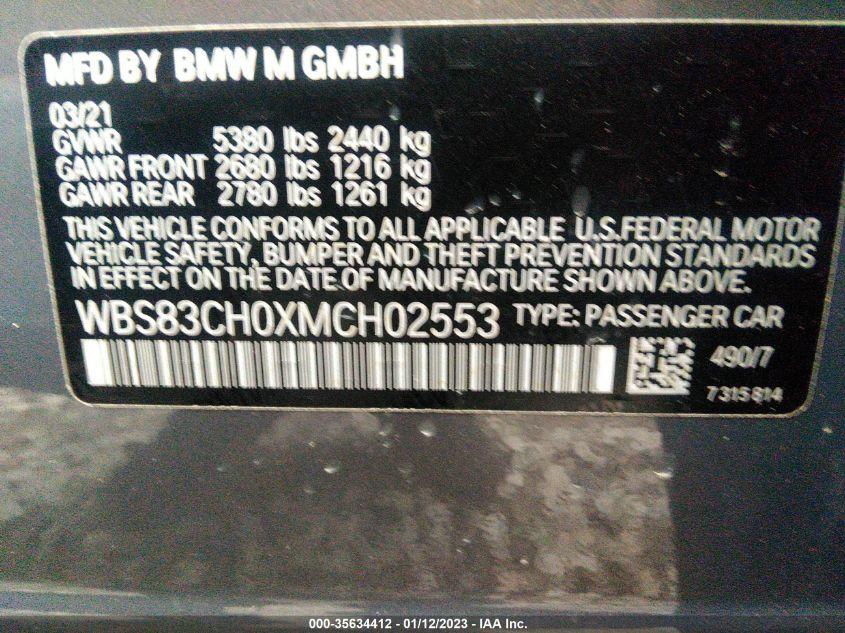 MFD BY BMW M GMBH
03/21
GVWR 5380 lbs 2440 kg
GAWR FRONT 2680 lbs 1216 kg
GAWR REAR 2780 lbs 1261 kg
THIS VEHICLE CONFORMS TO ALL APPLICABLE U.S.FEDERAL MOTOR
VEHICLE SAFETY, BUMPER AND THEFT PREVENTION STANDARDS
IN EFFECT ON THE DATE OF MANUFACTURE SHOWN ABOVE.
WBS83CH0XMCH02553 TYPE: PASSENGER CAR
490/7
7315814
000-35634412 - 01/12/2023 - IAA Inc.